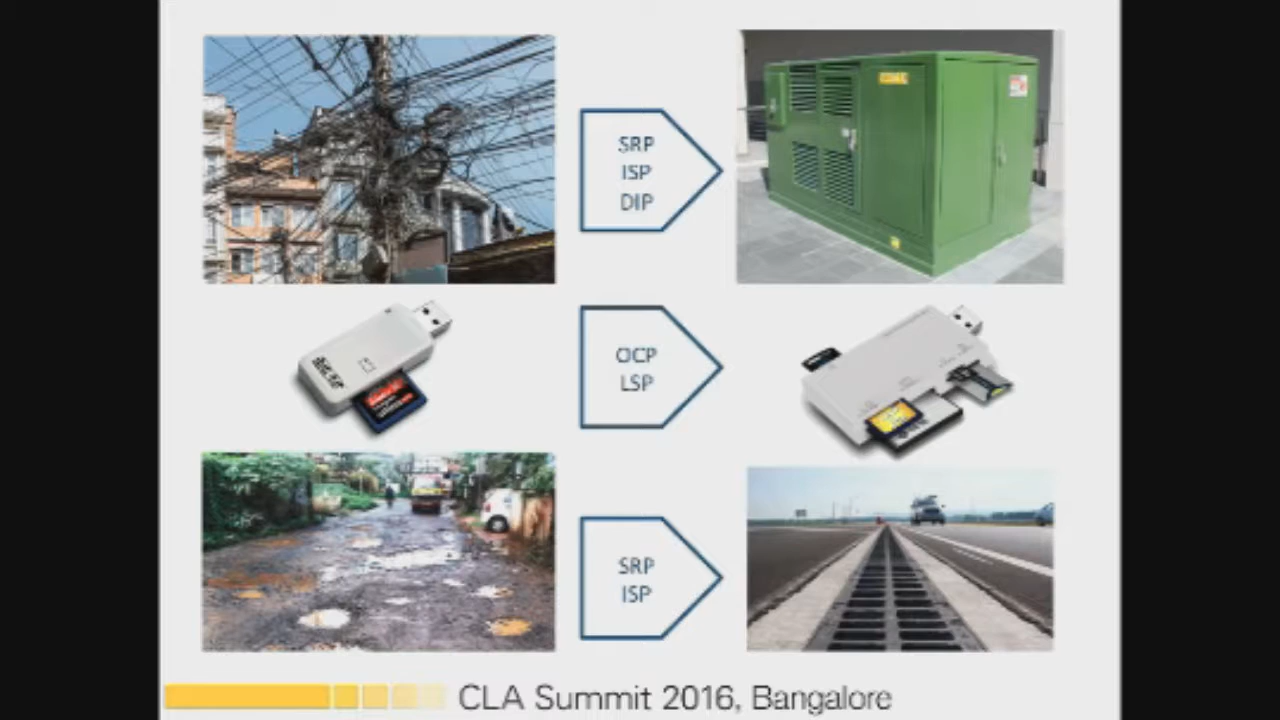 SRP
ISP
DIP
OCP
LSP
SRP
ISP
CLA Summit 2016, Bangalore